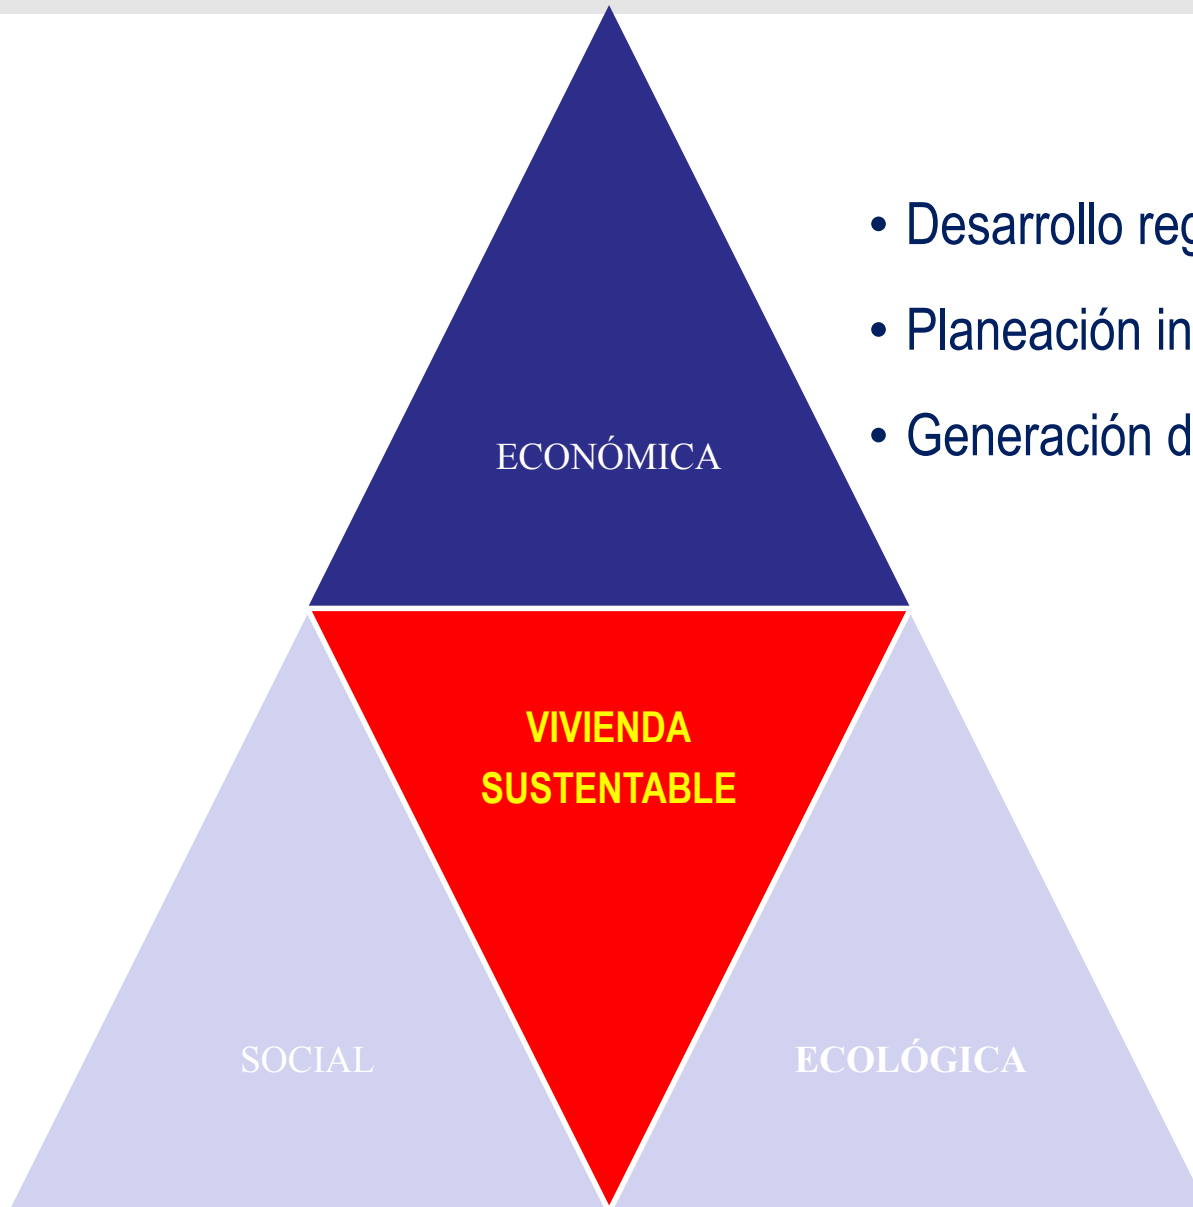 • Desarrollo
• Planeación
• Generación
ECONÓMICA
VIVIENDA
SUSTENTABLE
SOCIAL
ECOLÓGICA